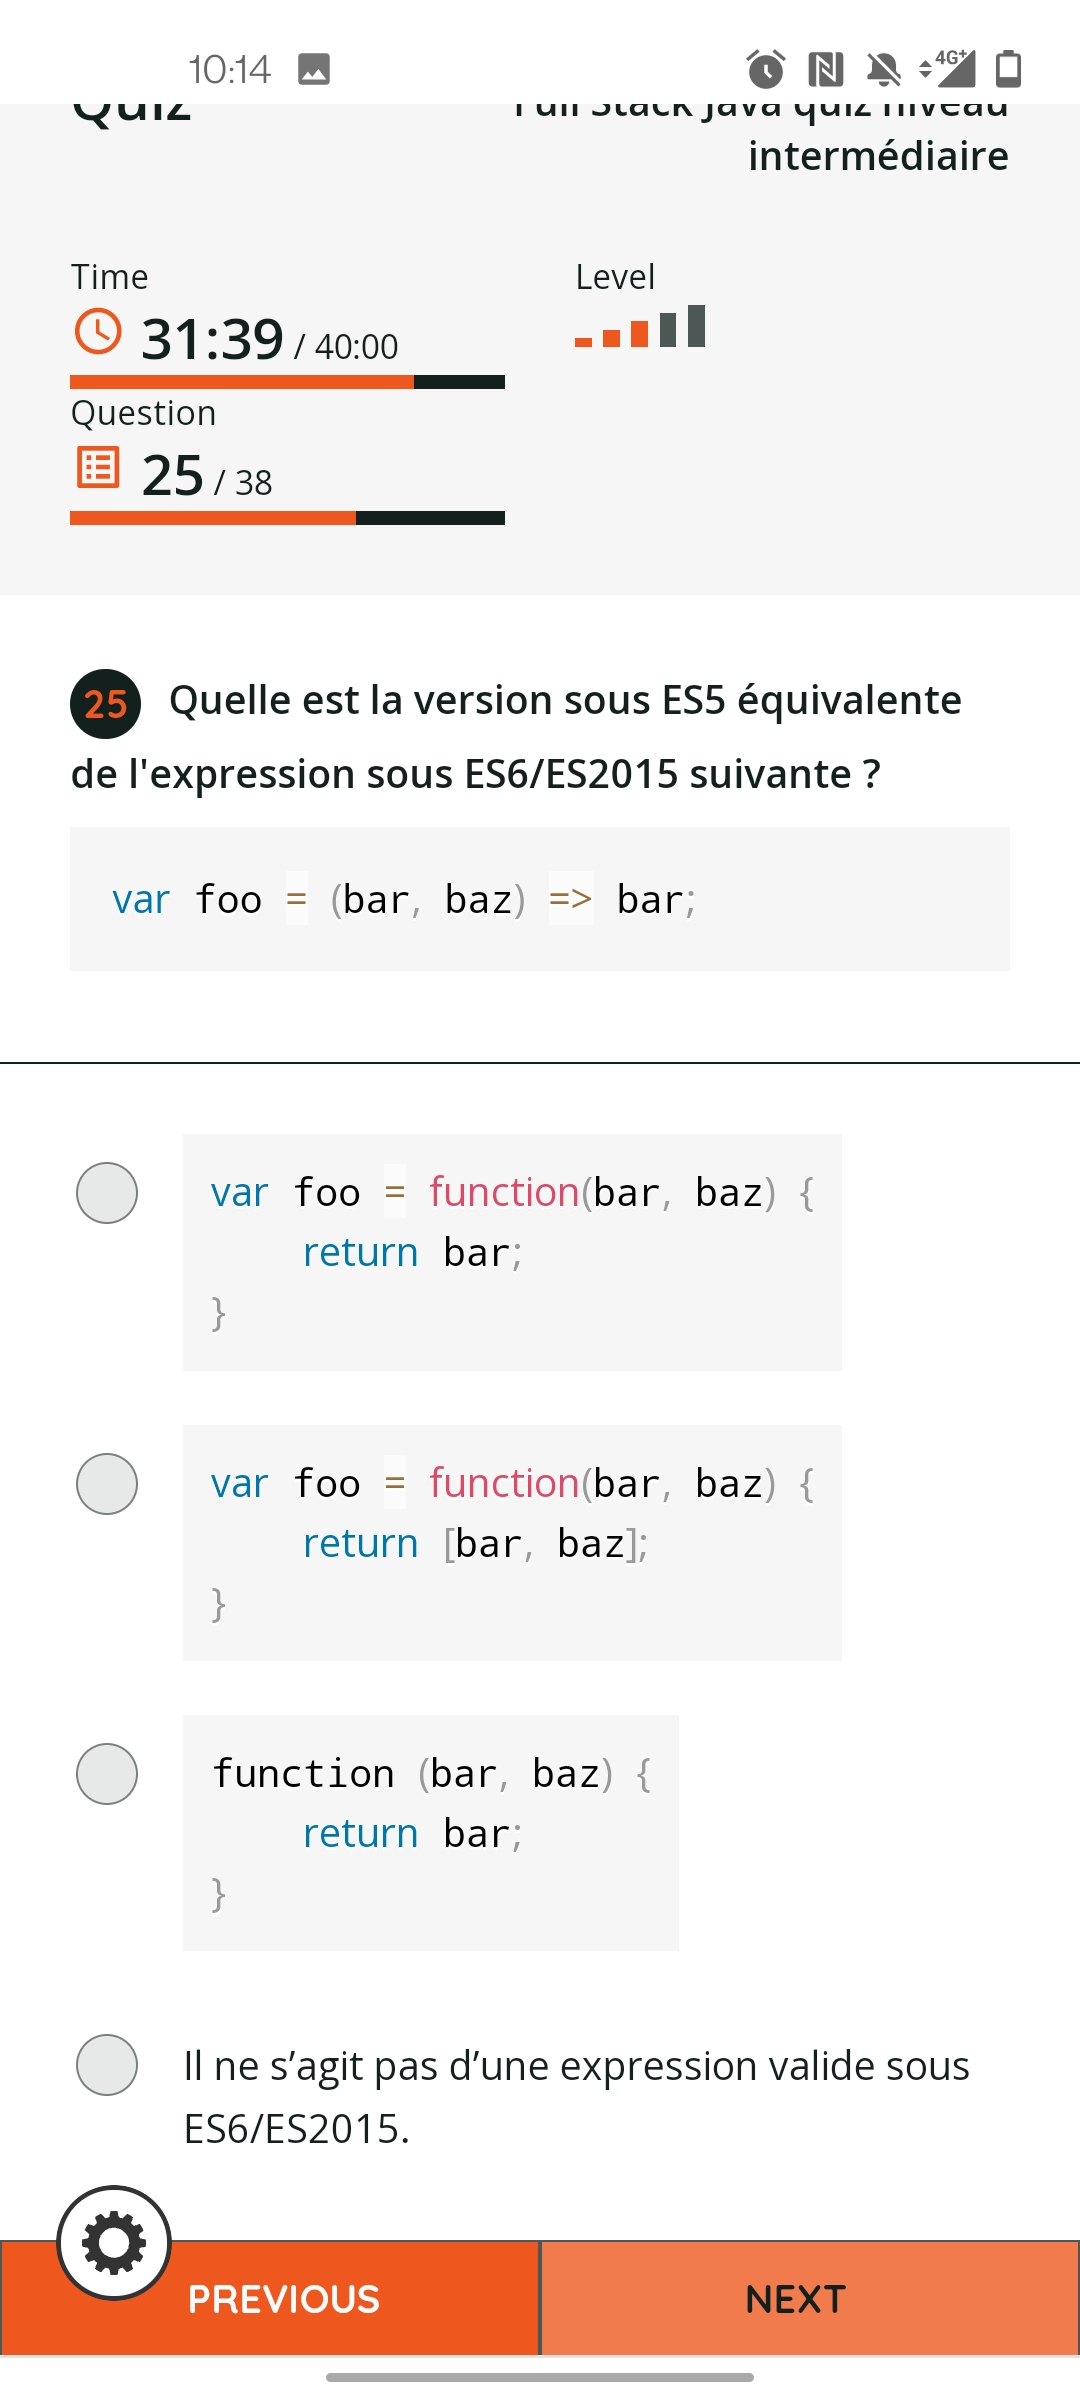 10:14
4G+
Quiz
Full Stack Java quiz niveau
intermédiaire
Time
Level
31:39 / 40:00
Question
25 / 38
25 Quelle est la version sous ES5 équivalente
de l'expression sous ES6/ES2015 suivante ?
var foo = (bar, baz) => bar;
var foo = function(bar, baz) {
return bar;
}
var foo = function(bar, baz) {
return [bar, baz];
}
function (bar, baz) {
return bar;
}
Il ne s’agit pas d’une expression valide sous
ES6/ES2015.
PREVIOUS
NEXT